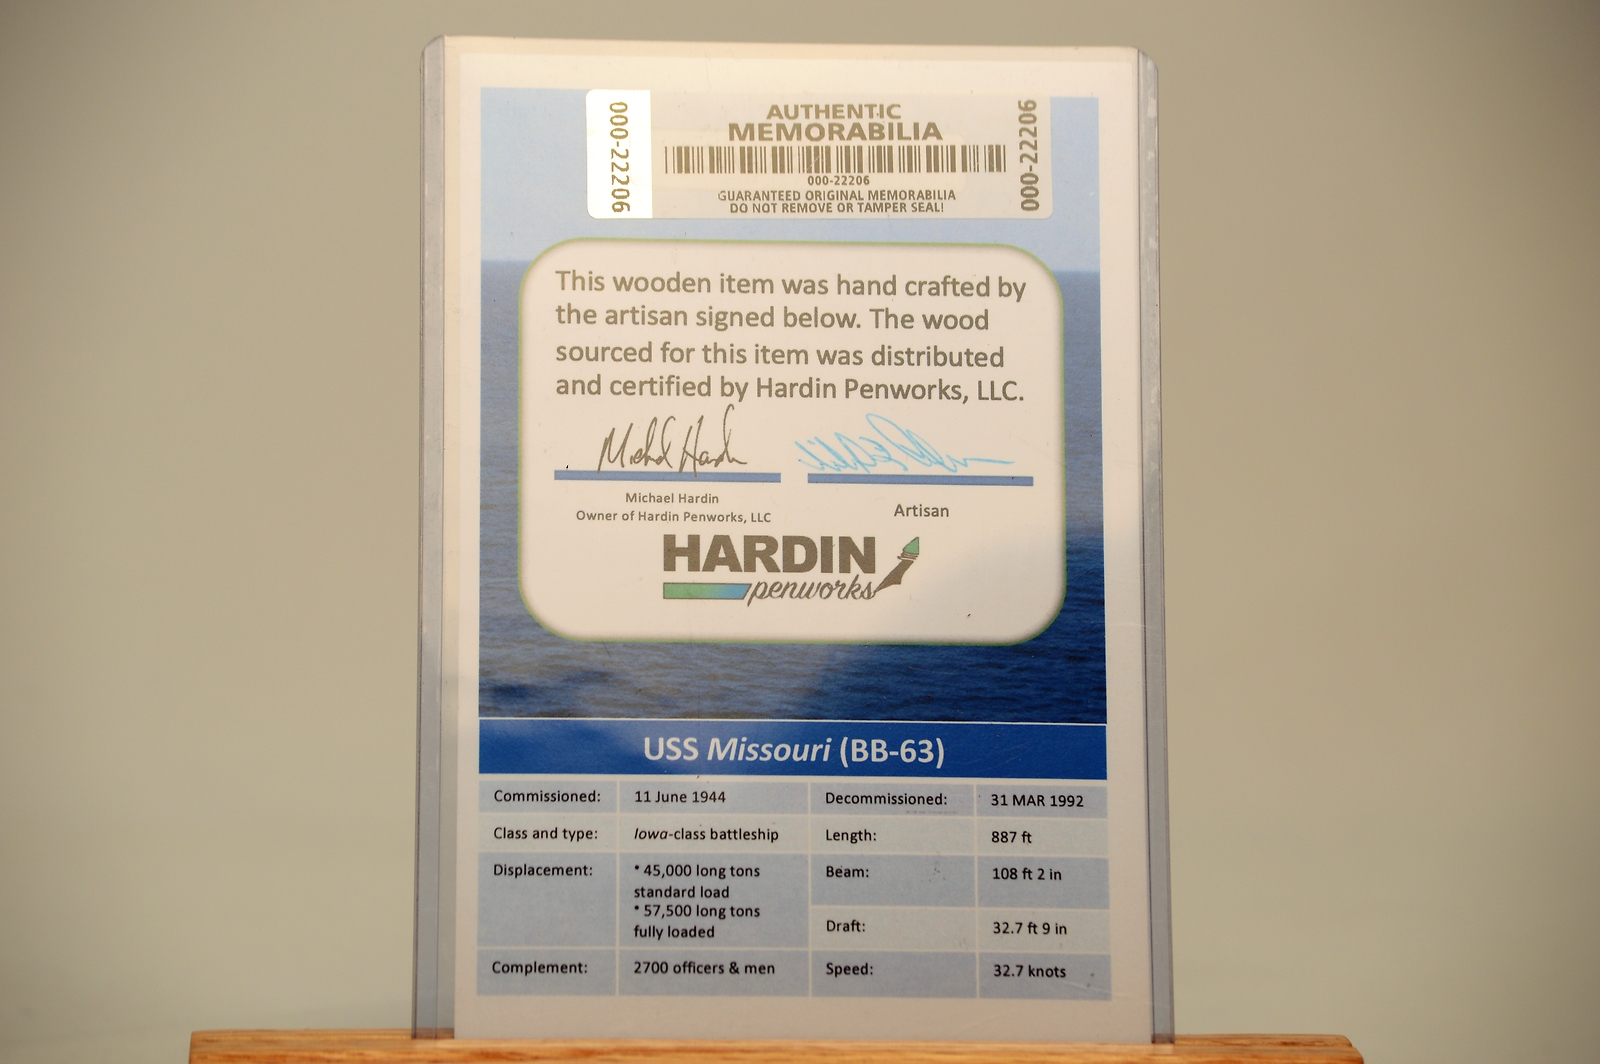 000-22206
AUTHENTIC
MEMORABILIA
000-22206
GUARANTEED ORIGINAL MEMORABILIA
DO NOT REMOVE OR TAMPER SEAL!
000-22206
This wooden item was hand crafted by
the artisan signed below. The wood
sourced for this item was distributed
and certified by Hardin Penworks, LLC.
Michael Hardin
Owner of Hardin Penworks, LLC
Artisan
HARDIN
penworks
USS Missouri (BB-63)
Commissioned: 11 June 1944 Decommissioned: 31 MAR 1992
Class and type: Iowa-class battleship Length: 887 ft
Displacement: * 45,000 long tons Beam: 108 ft 2 in
standard load
* 57,500 long tons
fully loaded
Draft: 32.7 ft 9 in
Complement: 2700 officers & men Speed: 32.7 knots